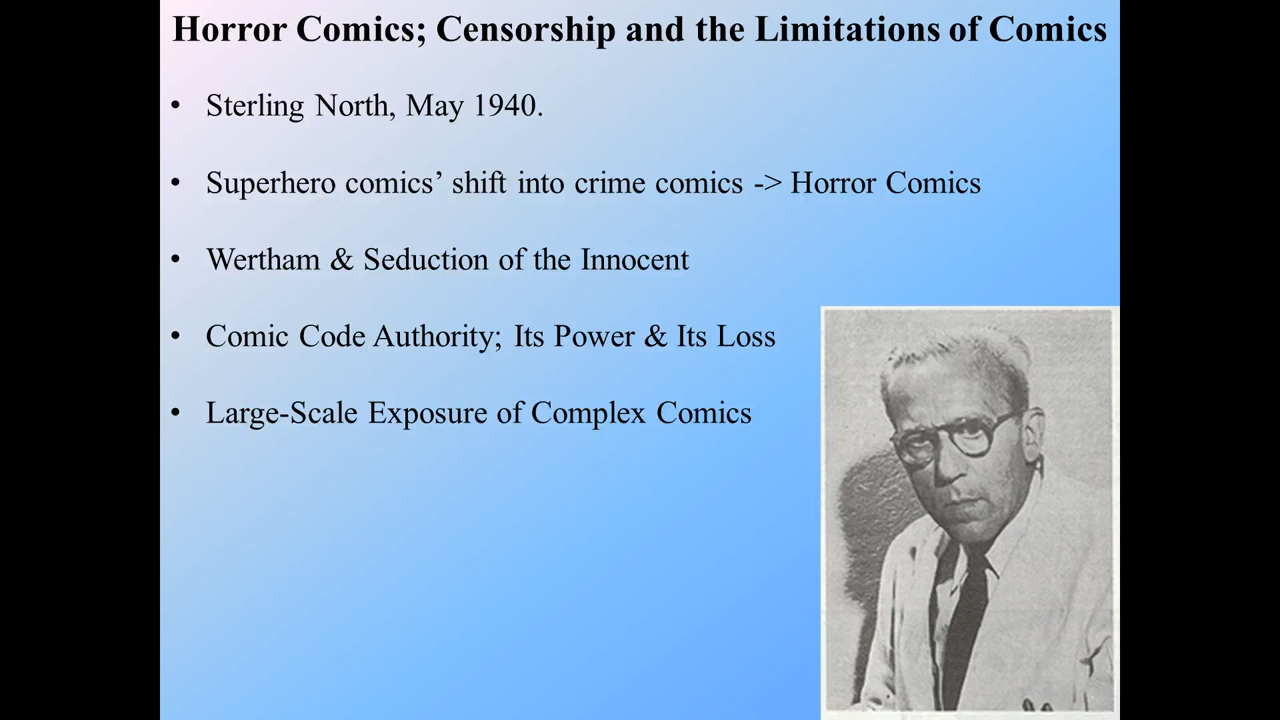 Horror Comics; Censorship and the Limitations of Comics
• Sterling North, May 1940.
• Superhero comics’ shift into crime comics -> Horror Comics
• Wertham & Seduction of the Innocent
• Comic Code Authority; Its Power & Its Loss
• Large-Scale Exposure of Complex Comics